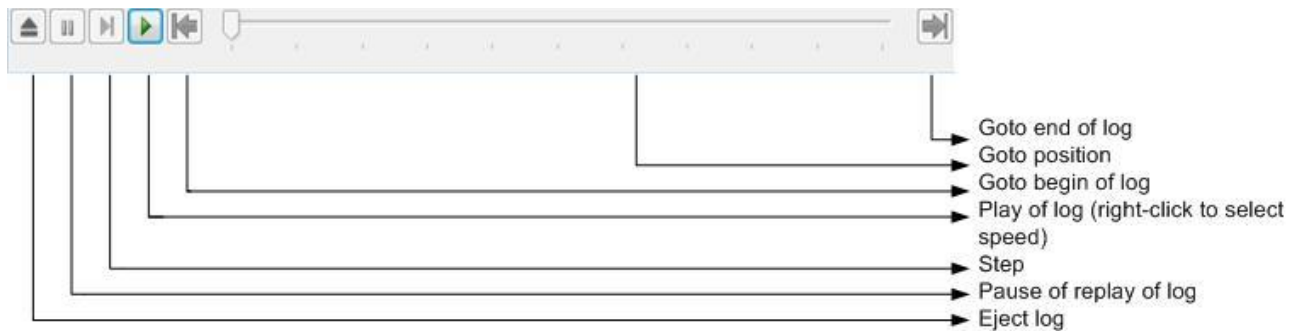 Goto end of log
Goto position
Goto begin of log
Play of log (right-click to select
speed)
Step
Pause of replay of log
Eject log